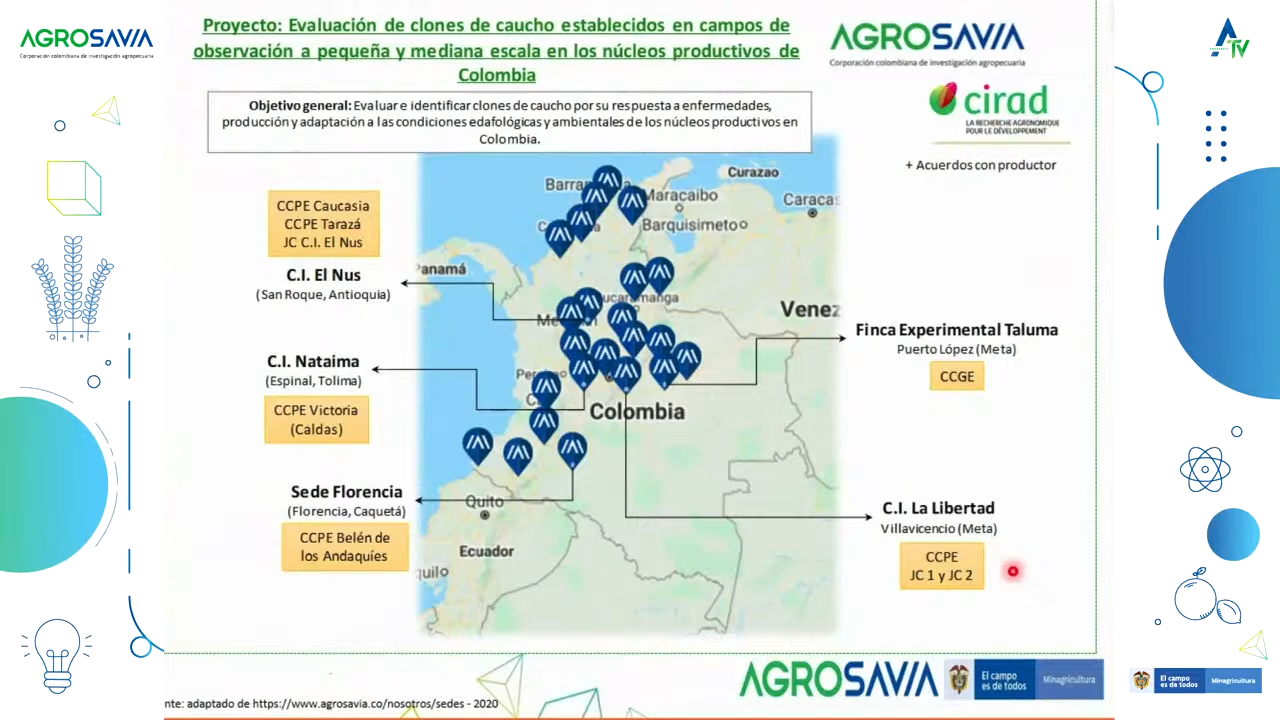 AGROSAVIA
Corporación colombiana de investigación agropecuaria
Proyecto: Evaluación de clones de caucho establecidos en campos de
observación a pequeña y mediana escala en los núcleos productivos de
Colombia
AGROSAVIA
Corporación colombiana de investigación agropecuaria
TV
Objetivo general: Evaluar e identificar clones de caucho por su respuesta a enfermedades,
producción y adaptación a las condiciones edafológicas y ambientales de los núcleos productivos en
Colombia.
cirad
LA RECHERCHE AGRONOMIQUE
POUR LE DÉVELOPPEMENT
+ Acuerdos con productor
Curazao
Maracaibo
Caracas
Barquisimeto
CCPE Caucasia
CCPE Tarazá
JC C.I. El Nus
C.I. El Nus
(San Roque, Antioquia)
anamá
ucaramanga
Venez
Finca Experimental Taluma
Puerto López (Meta)
CCGE
C.I. Nataima
(Espinal, Tolima)
CCPE Victoria
(Caldas)
Colombia
Sede Florencia
(Florencia, Caquetá)
CCPE Belén de
los Andaquíes
Quito
Ecuador
quilo
C.I. La Libertad
Villavicencio (Meta)
CCPE
JC 1 y JC 2
AGROSAVIA
El campo
es de todos
Minagricultura
El campo
es de todos
Minagricultura
nte: adaptado de https://www.agrosavia.co/nosotros/sedes - 2020